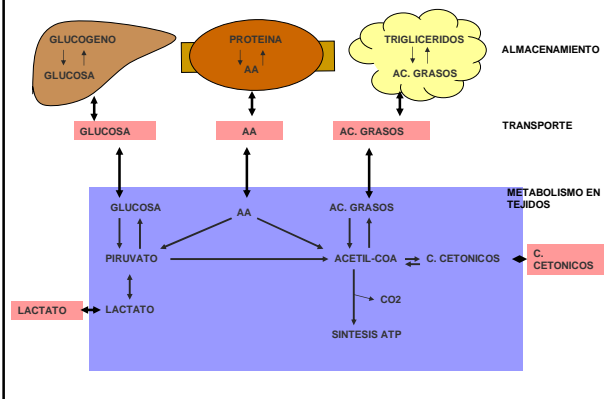 GLUCOGENO
GLUCOSA
PROTEINA
AA
TRIGLICERIDOS
AC. GRASOS
ALMACENAMIENTO
GLUCOSA
AA
AC. GRASOS
TRANSPORTE
METABOLISMO EN
TEJIDOS
GLUCOSA
AA
AC. GRASOS
PIRUVATO
ACETIL-COA
C. CETONICOS
C.
CETONICOS
LACTATO
LACTATO
CO2
SINTESIS ATP